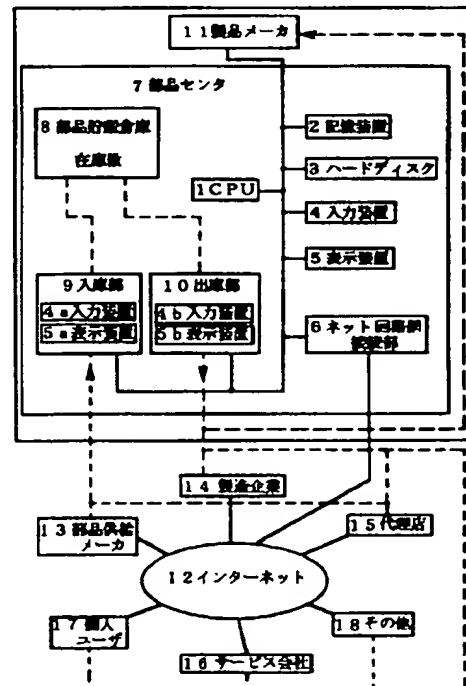 11製品メーカ
7 部品センタ
8 部品貯蔵倉庫
在庫数
2 記憶装置
3 ハードディスク
1CPU
4 入力装置
5 表示装置
9入庫部
4a入力装置
5a表示装置
10出庫部
4b入力装置
5b表示装置
6ネット回路網
接続部
14製造企業
13部品供給
メーカ
15代理店
12インターネット
17個人
ユーザ
18その他
16サービス会社